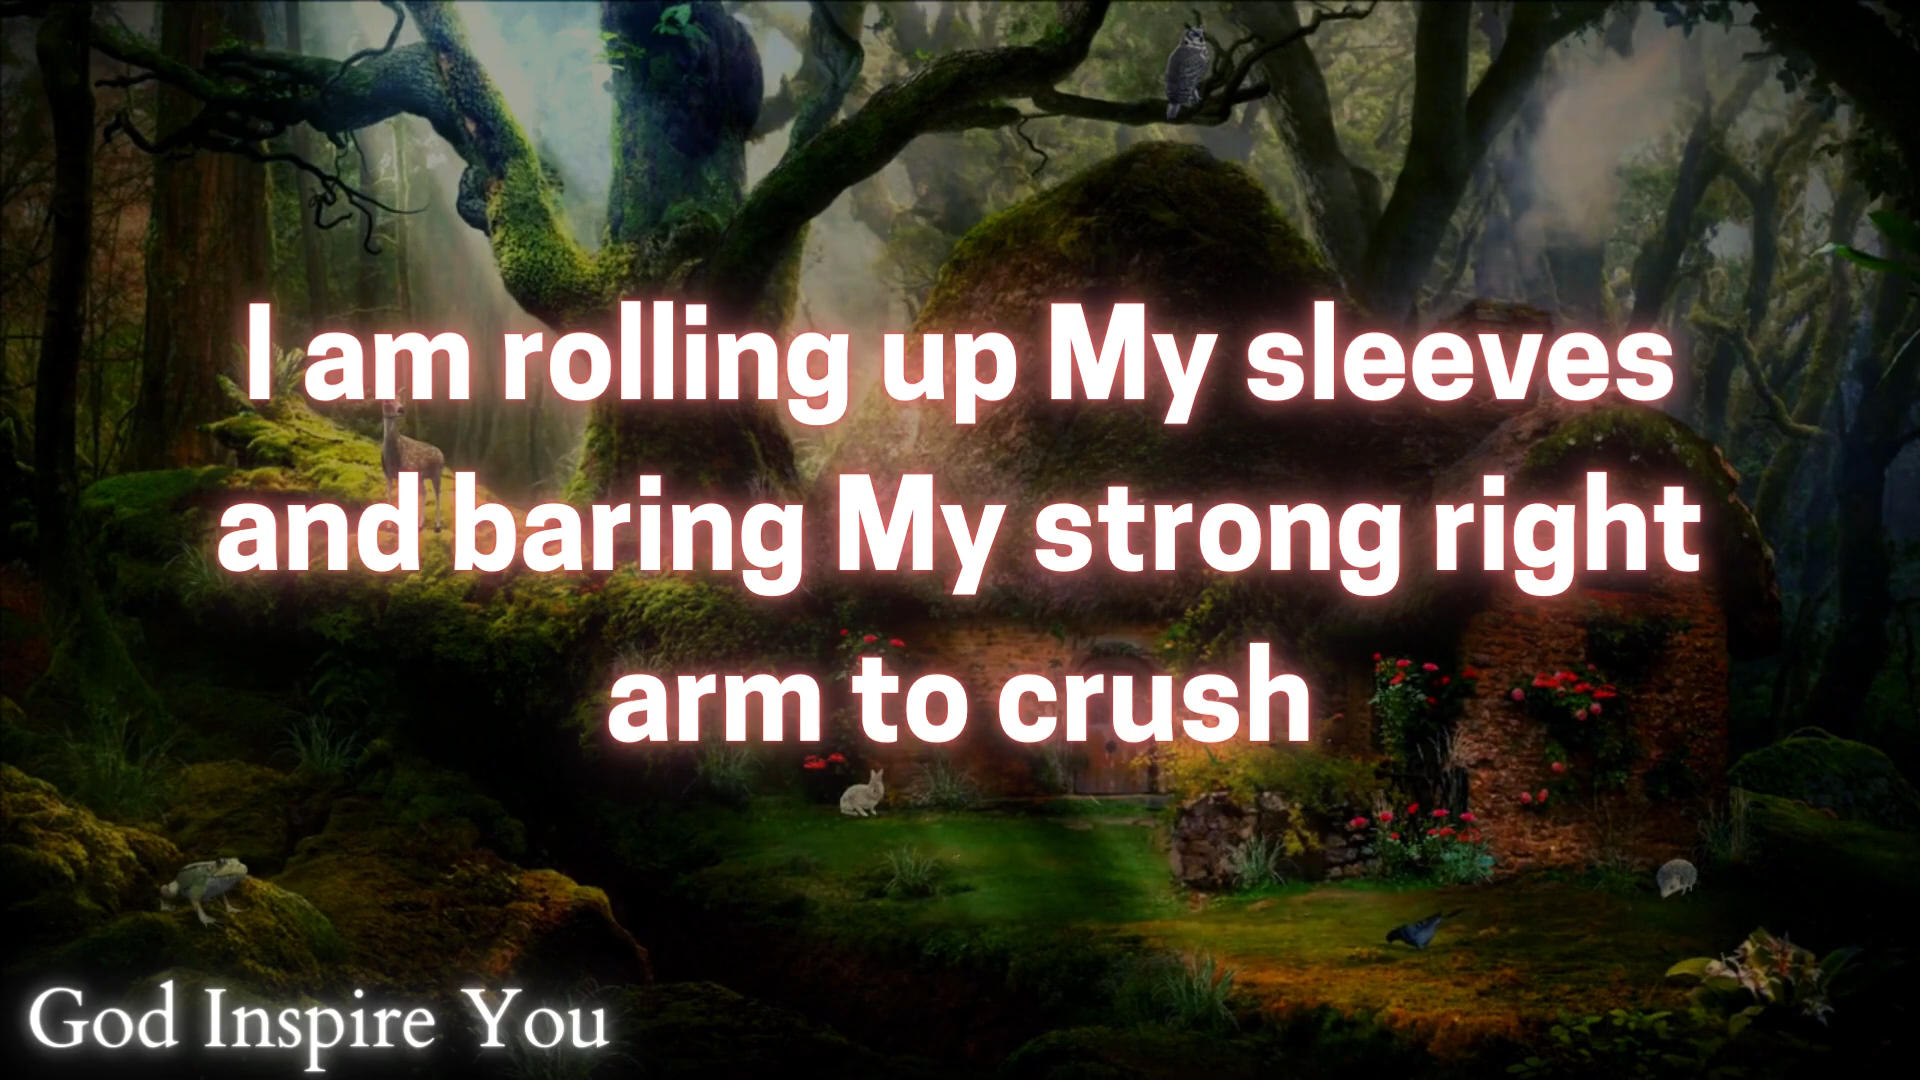 I am rolling up My sleeves
and baring My strong right
arm to crush
God Inspire You